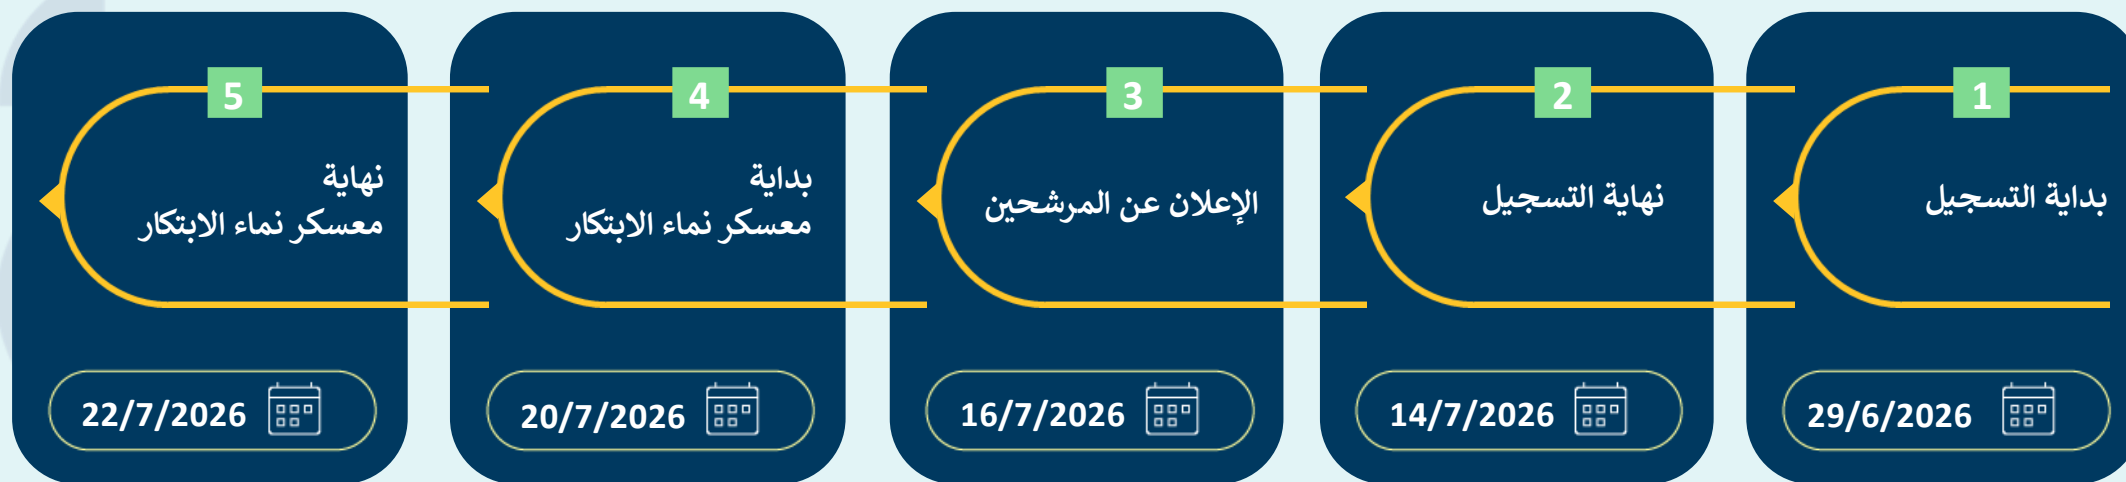 1
بداية التسجيل
29/6/2026
2
نهاية التسجيل
14/7/2026
3
الإعلان عن المرشحين
16/7/2026
4
بداية
معسكر نماء الابتكار
20/7/2026
5
نهاية
معسكر نماء الابتكار
22/7/2026